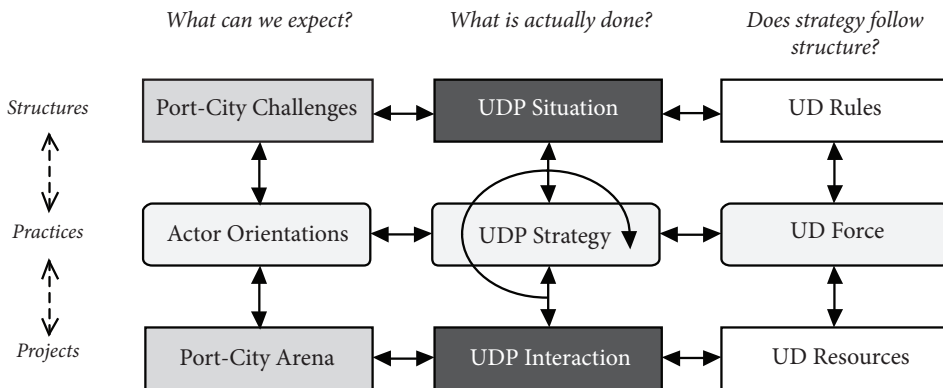 What can we expect?
What is actually done?
Does strategy follow
structure?
Structures
Port-City Challenges
UDP Situation
UD Rules
Practices
Actor Orientations
UDP Strategy
UD Force
Projects
Port-City Arena
UDP Interaction
UD Resources